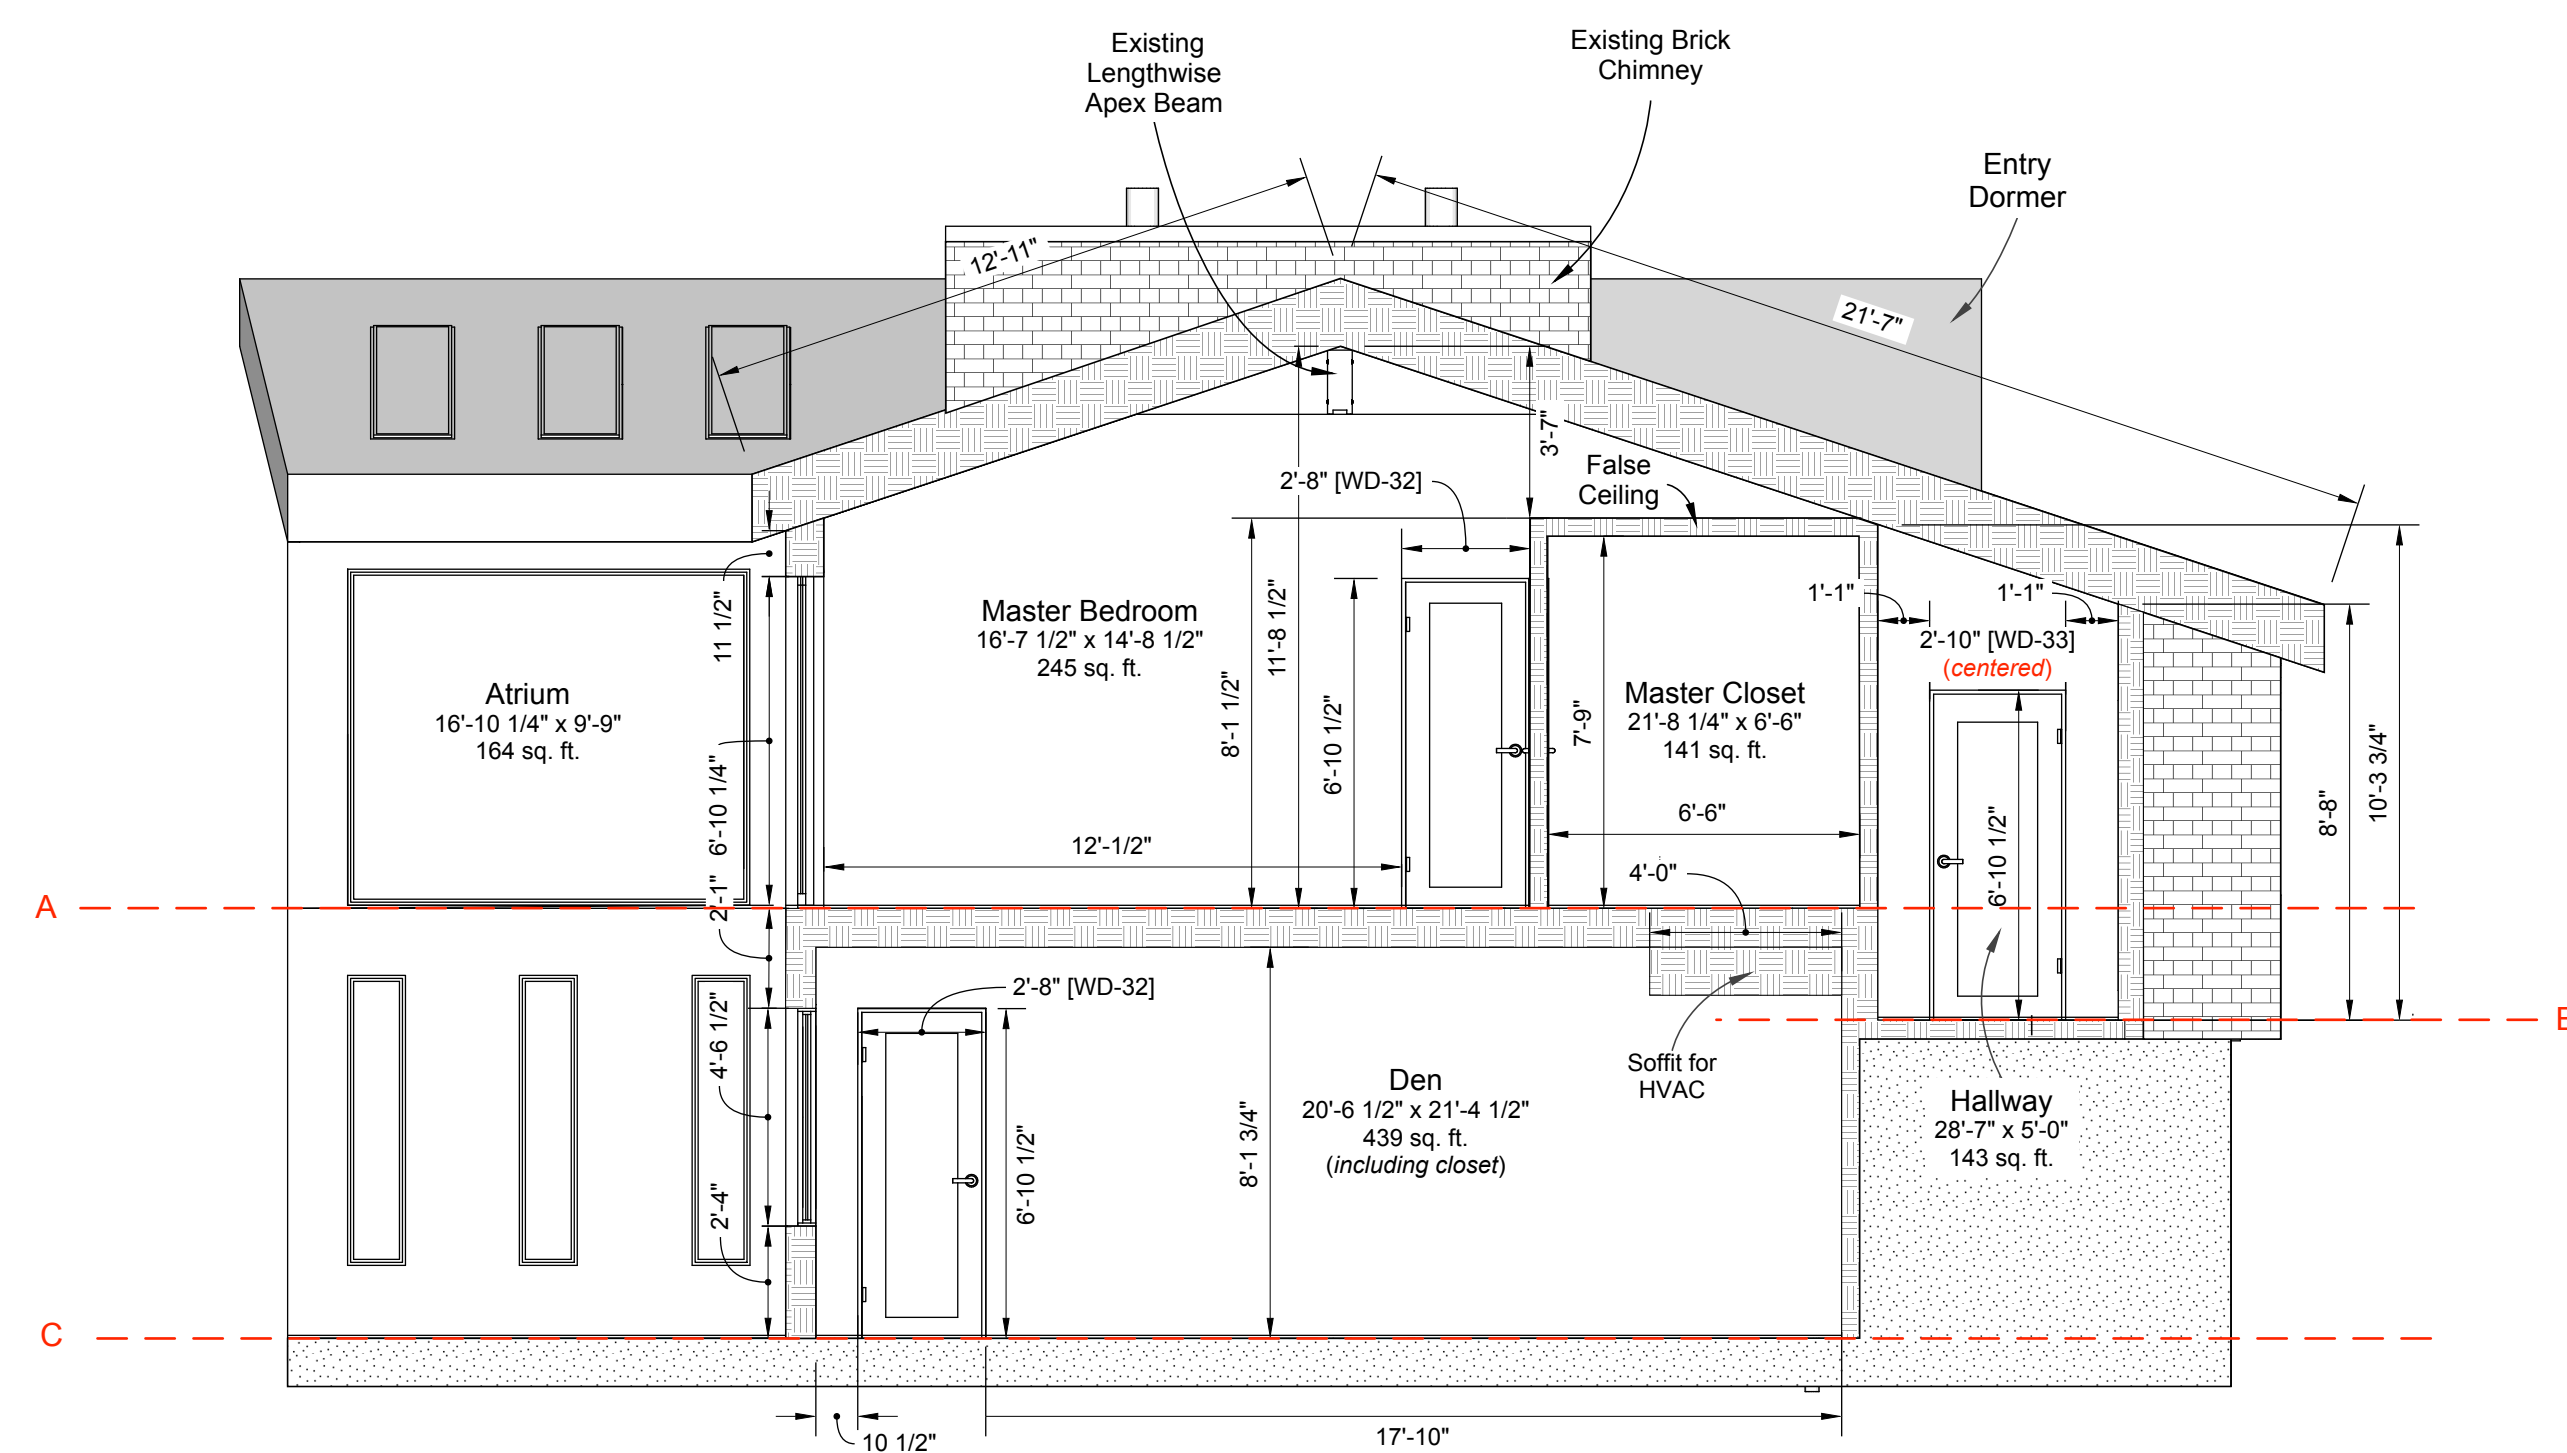 Existing
Lengthwise
Apex Beam
Existing Brick
Chimney
Entry
Dormer
12'-11"
21'-7"
3'-7"
False
Ceiling
2'-8" [WD-32]
11 1/2"
Master Bedroom
16'-7 1/2" x 14'-8 1/2"
245 sq. ft.
8'-1 1/2"
11'-8 1/2"
6'-10 1/2"
1'-1"
1'-1"
2'-10" [WD-33]
(centered)
Atrium
16'-10 1/4" x 9'-9"
164 sq. ft.
6'-10 1/4"
7'-9"
Master Closet
21'-8 1/4" x 6'-6"
141 sq. ft.
6'-6"
12'-1/2"
4'-0"
6'-10 1/2"
8'-8"
10'-3 3/4"
A
2'-1"
2'-8" [WD-32]
4'-6 1/2"
B
Soffit for
HVAC
Den
20'-6 1/2" x 21'-4 1/2"
439 sq. ft.
(including closet)
8'-1 3/4"
6'-10 1/2"
Hallway
28'-7" x 5'-0"
143 sq. ft.
2'-4"
C
10 1/2"
17'-10"